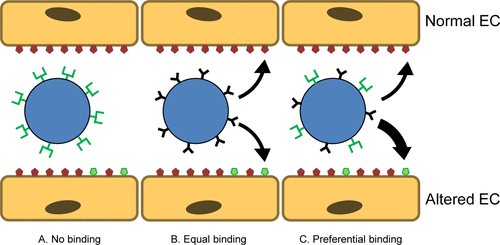 Normal EC
Altered EC
A. No binding
B. Equal binding
C. Preferential binding